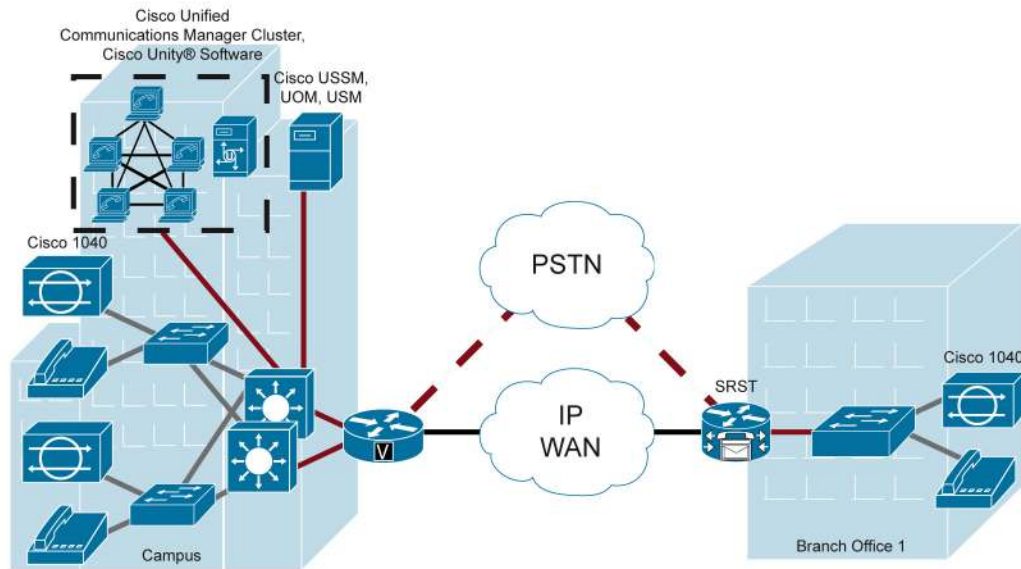 Cisco Unified
Communications Manager Cluster,
Cisco Unity® Software
Cisco USSM,
UOM, USM
Cisco 1040
PSTN
Cisco 1040
SRST
IP
WAN
V
Campus
Branch Office 1